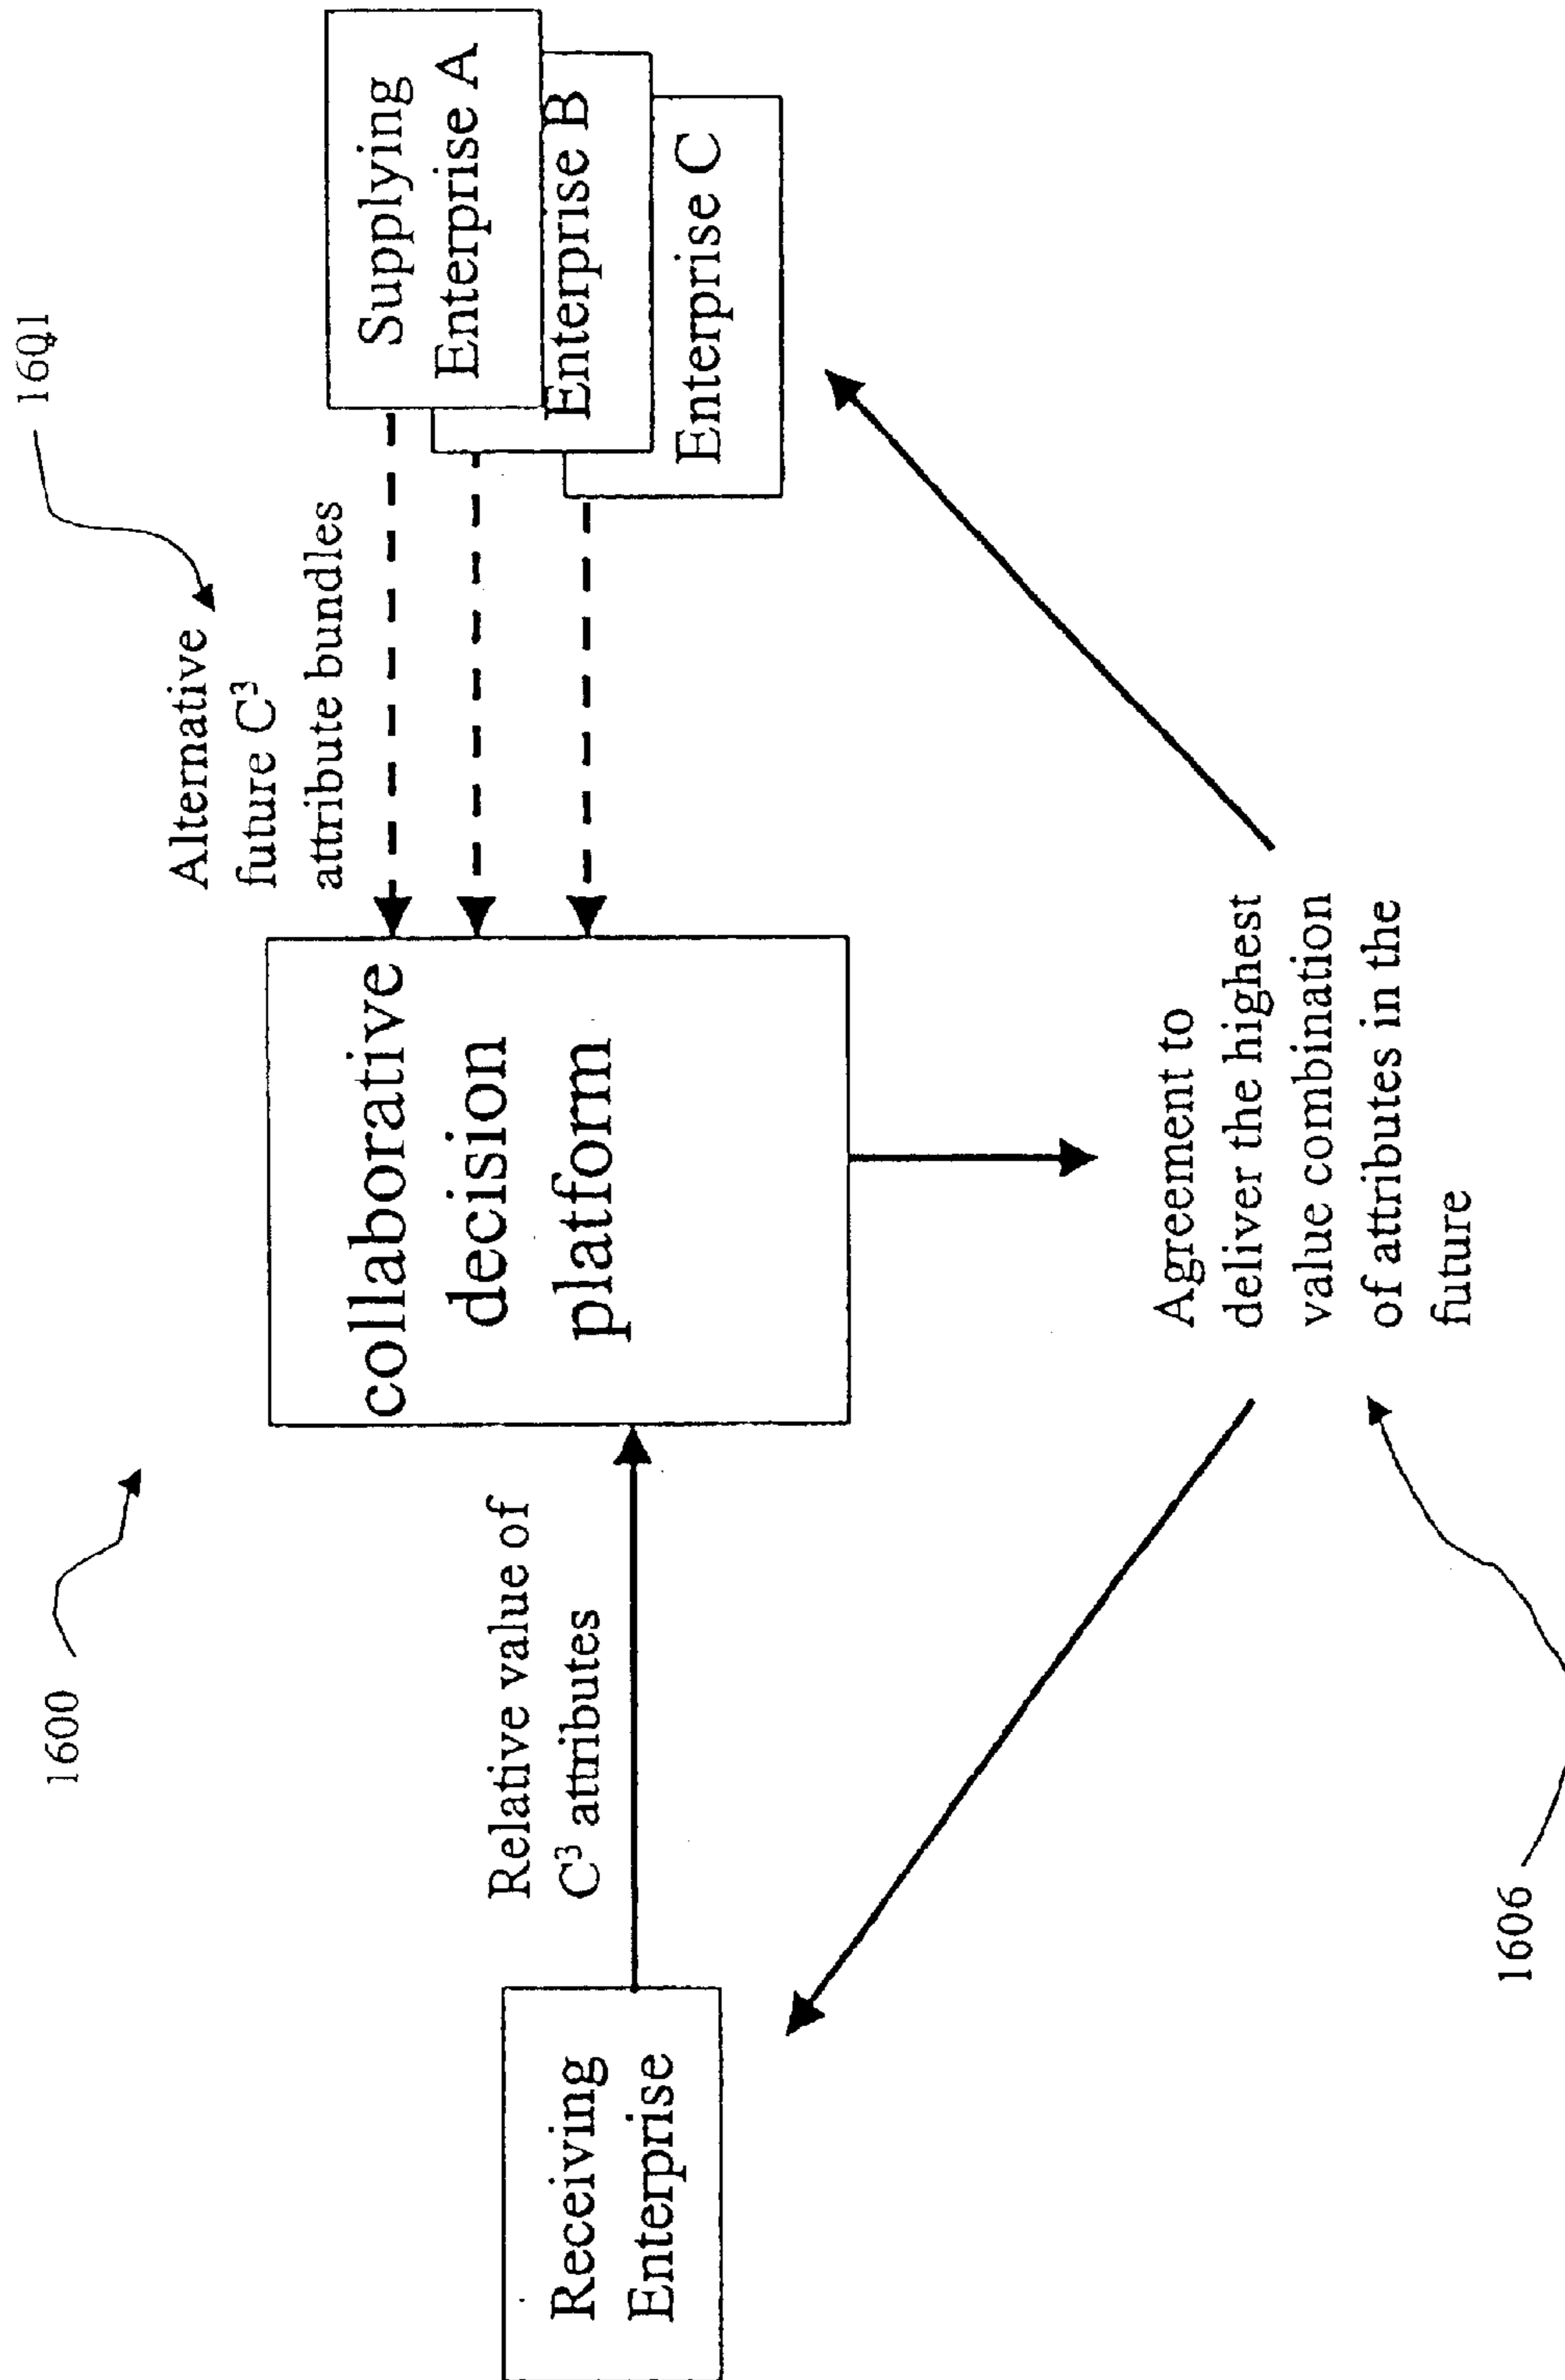 1600
1601
Alternative
future C³
attribute bundles
Supplying
Enterprise A
Enterprise B
Enterprise C
collaborative
decision
platform
Relative value of
C³ attributes
Receiving
Enterprise
Agreement to
deliver the highest
value combination
of attributes in the
future
1606